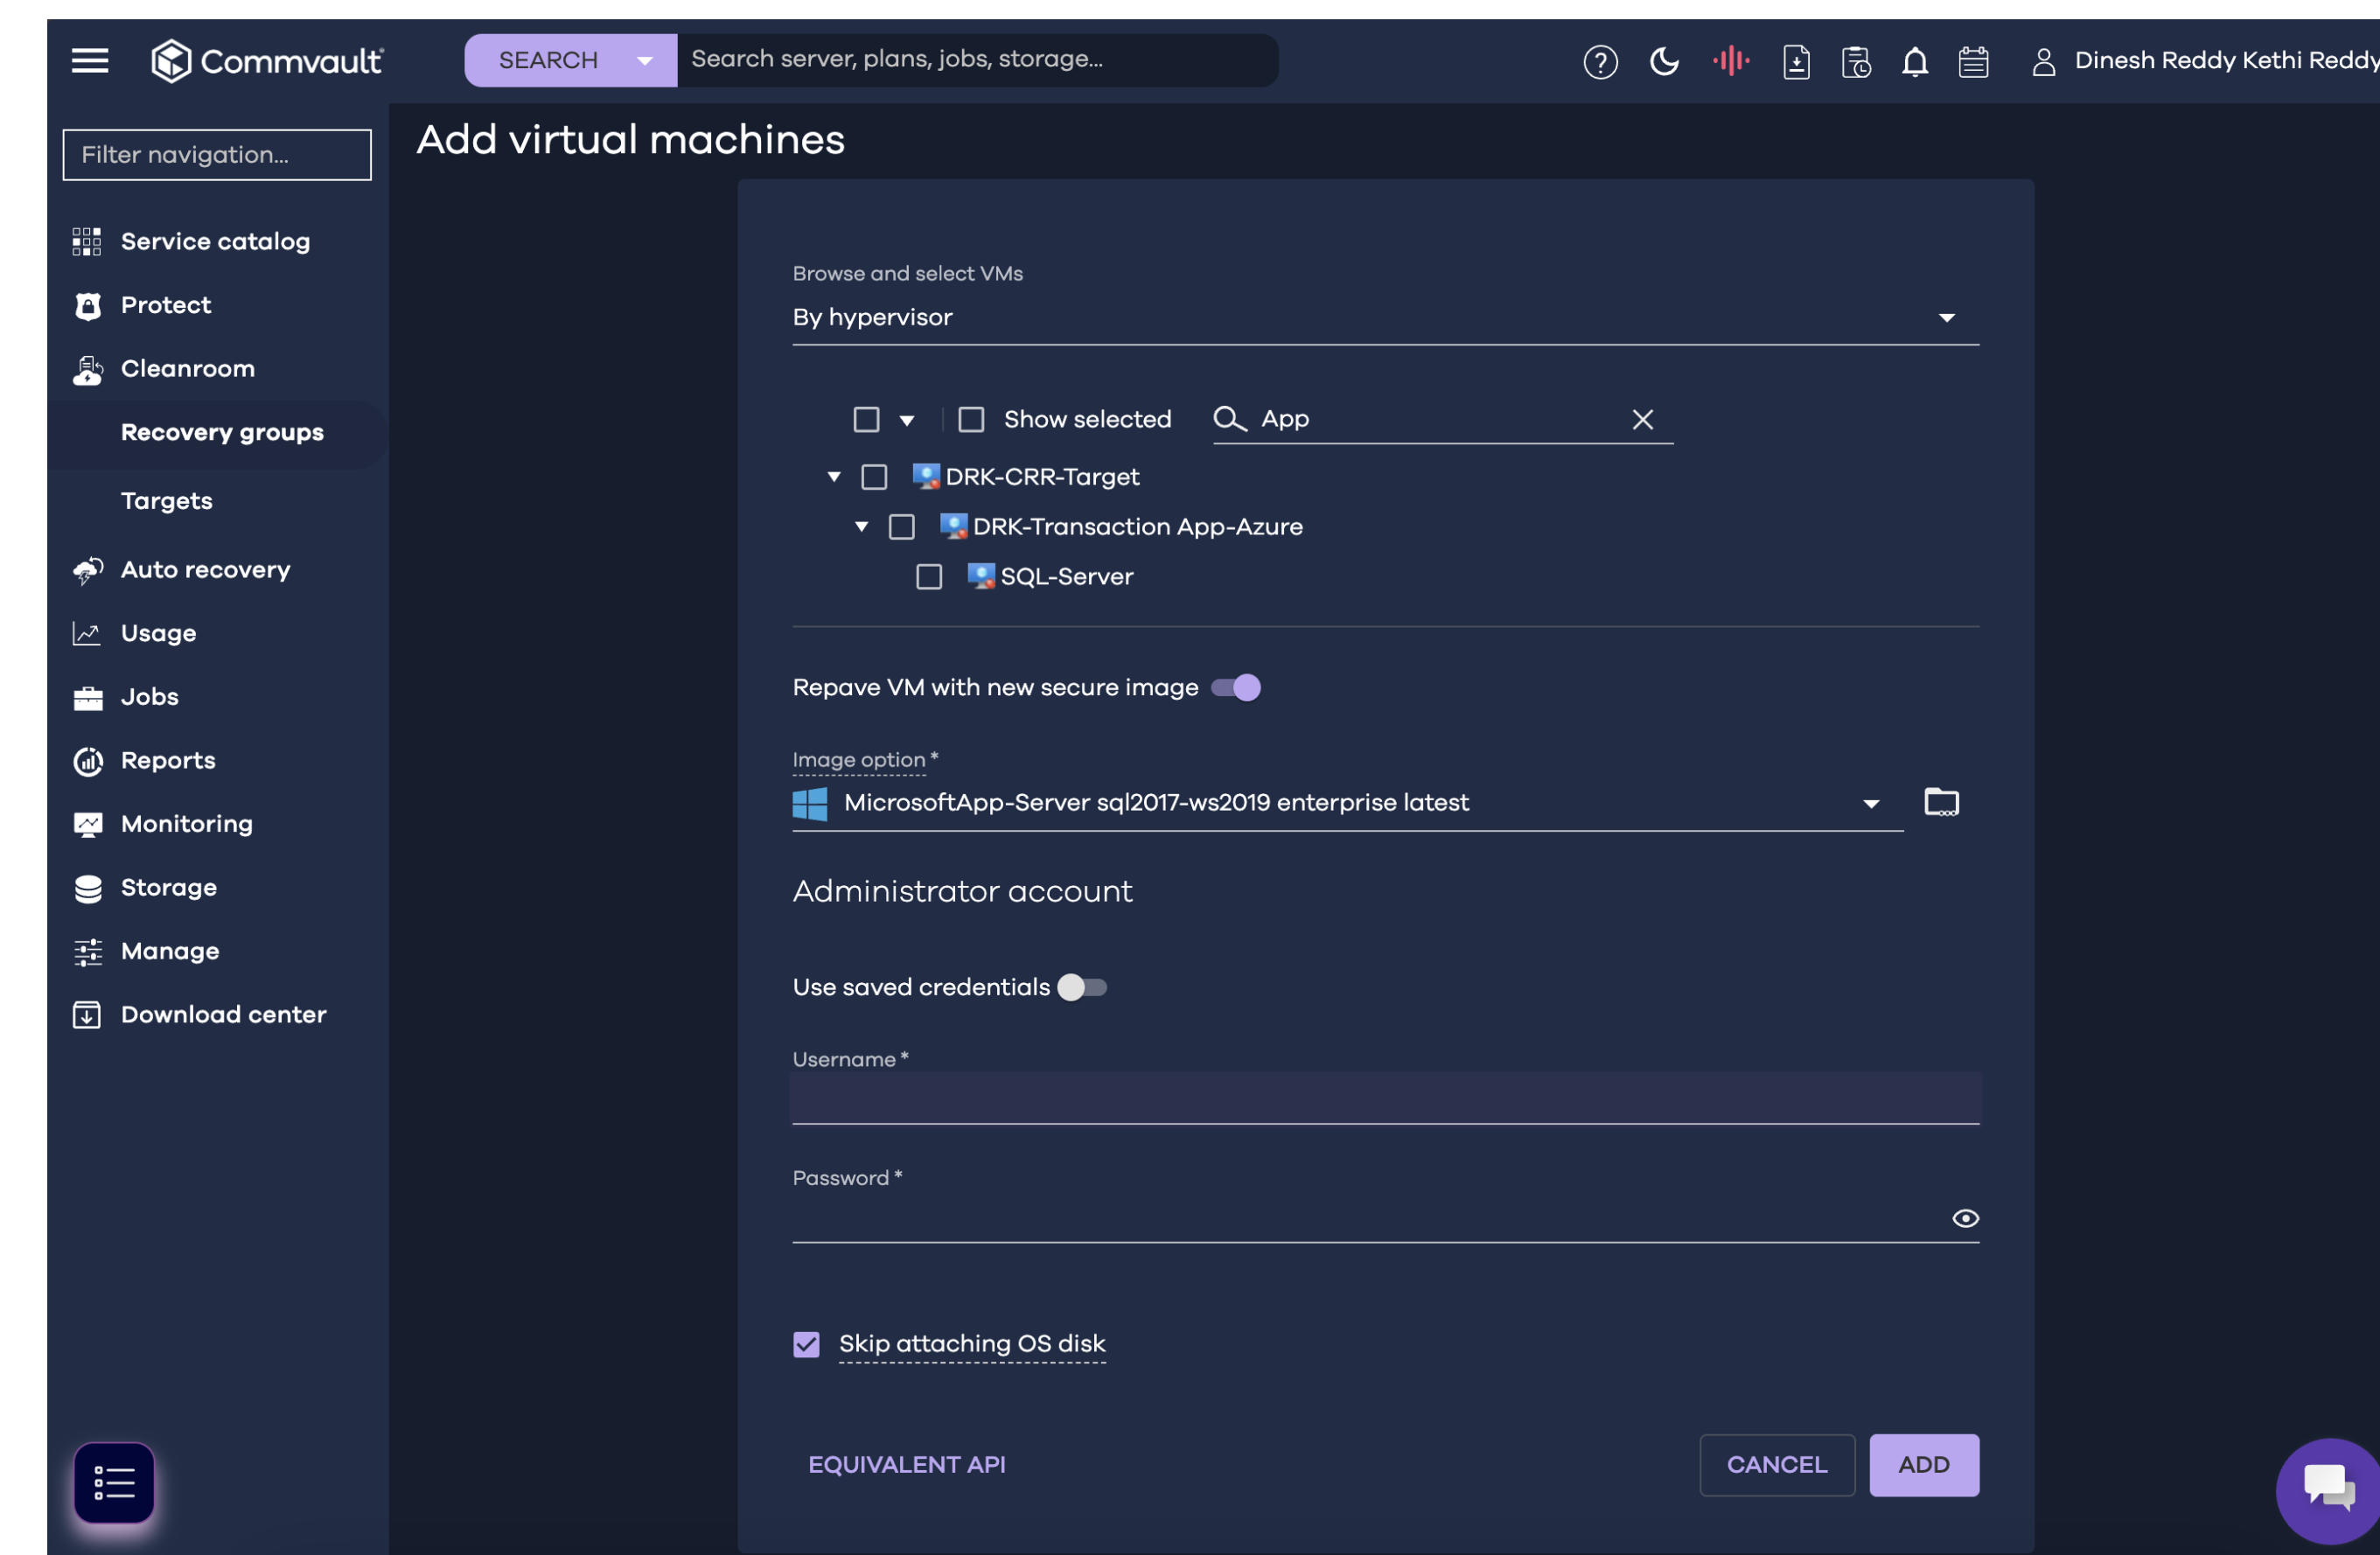 Commvault
SEARCH
Search server, plans, jobs, storage...
Dinesh Reddy Kethi Reddy
Filter navigation...
Service catalog
Protect
Cleanroom
Recovery groups
Targets
Auto recovery
Usage
Jobs
Reports
Monitoring
Storage
Manage
Download center
Add virtual machines
Browse and select VMs
By hypervisor
Show selected
App
DRK-CRR-Target
DRK-Transaction App-Azure
SQL-Server
Repave VM with new secure image
Image option *
MicrosoftApp-Server sql2017-ws2019 enterprise latest
Administrator account
Use saved credentials
Username *
Password *
Skip attaching OS disk
EQUIVALENT API
CANCEL
ADD